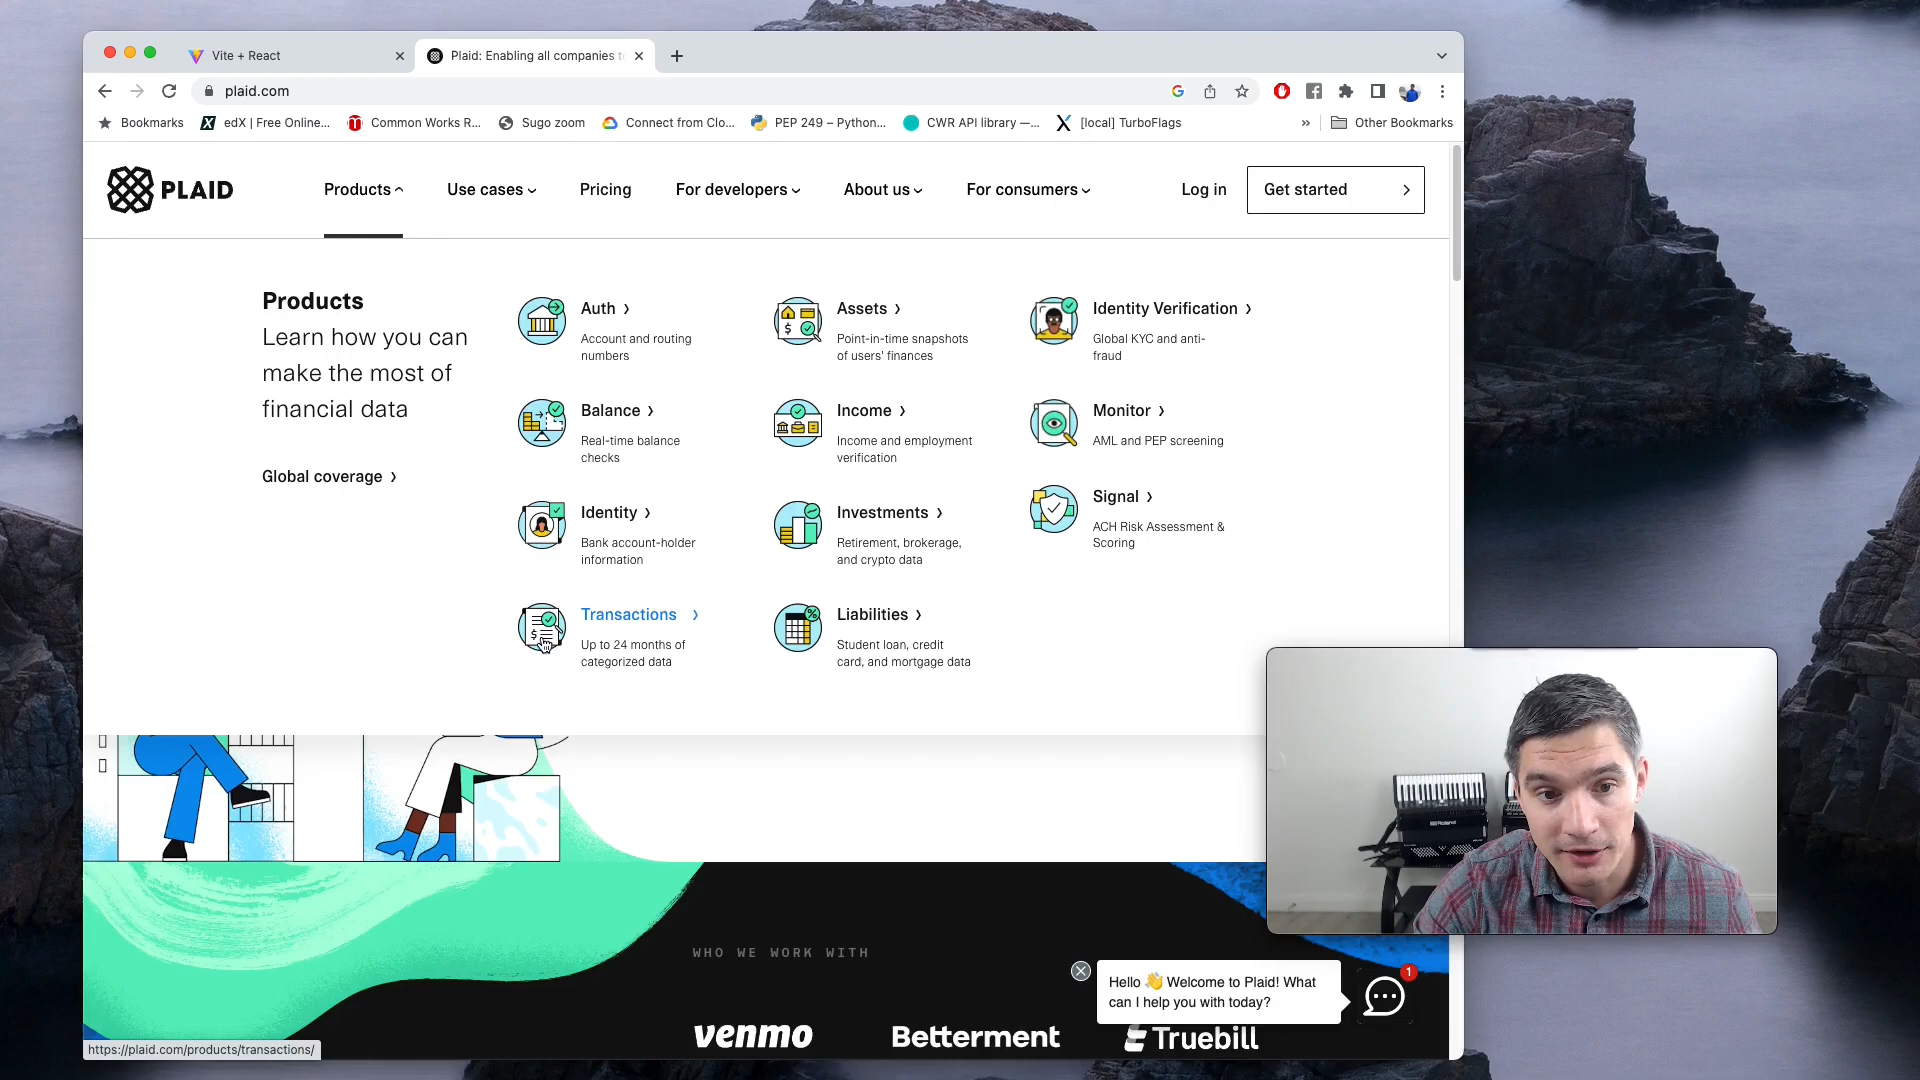 Vite + React
Plaid: Enabling all companies to
plaid.com
Bookmarks
edX | Free Online...
Common Works R...
Sugo zoom
Connect from Clo...
PEP 249 – Python...
CWR API library —...
[local] TurboFlags
»
Other Bookmarks
PLAID
Products
Use cases
Pricing
For developers
About us
For consumers
Log in
Get started
Products
Learn how you can
make the most of
financial data
Global coverage
Auth
Account and routing
numbers
Balance
Real-time balance
checks
Identity
Bank account-holder
information
Transactions
Up to 24 months of
categorized data
Assets
Point-in-time snapshots
of users' finances
Income
Income and employment
verification
Investments
Retirement, brokerage,
and crypto data
Liabilities
Student loan, credit
card, and mortgage data
Identity Verification
Global KYC and anti-
fraud
Monitor
AML and PEP screening
Signal
ACH Risk Assessment &
Scoring
Roland
WHO WE WORK WITH
Hello 👋 Welcome to Plaid! What
can I help you with today?
1
venmo
Betterment
Truebill
https://plaid.com/products/transactions/